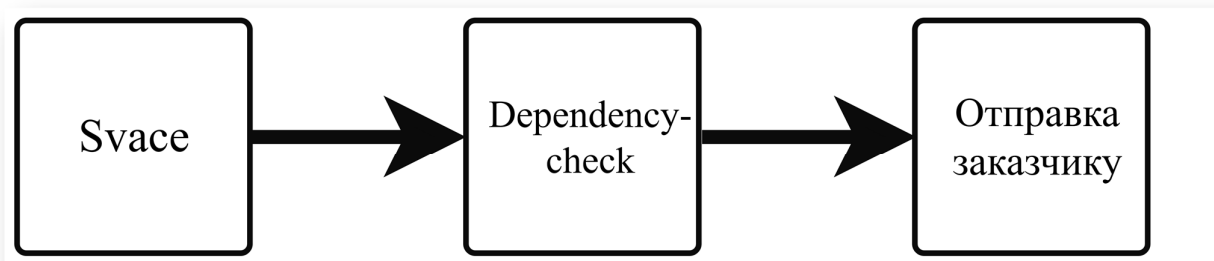 Svace
Dependency-
check
Отправка
заказчику